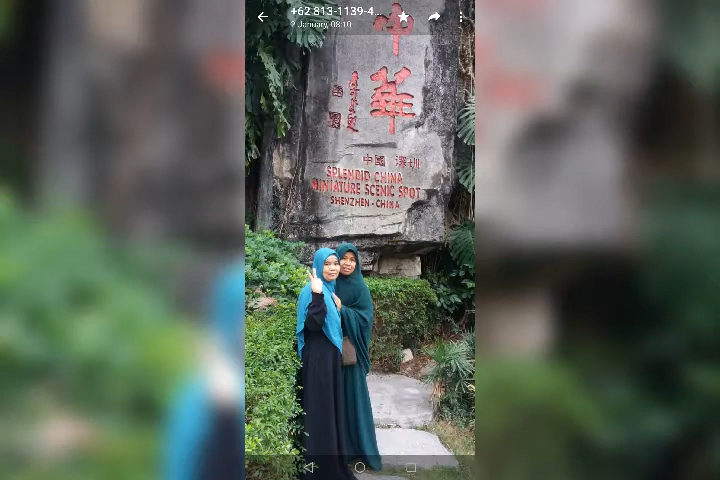 +62 813-1139-4...
9 January, 08:10
中
華
中國 深圳
SPLENDID CHINA
MINIATURE SCENIC SPOT
SHENZHEN - CHINA